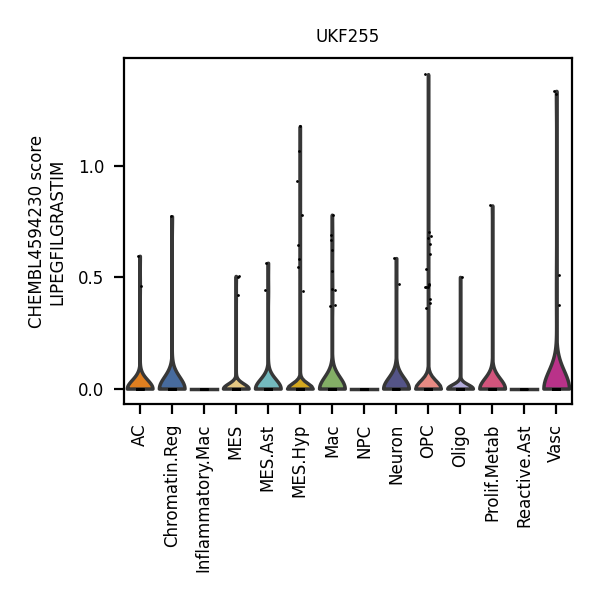 UKF255
CHEMBL4594230 score
LIPEGFILGRASTIM
1.0
0.5
0.0
AC
Chromatin.Reg
Inflammatory.Mac
MES
MES.Ast
MES.Hyp
Mac
NPC
Neuron
OPC
Oligo
Prolif.Metab
Reactive.Ast
Vasc